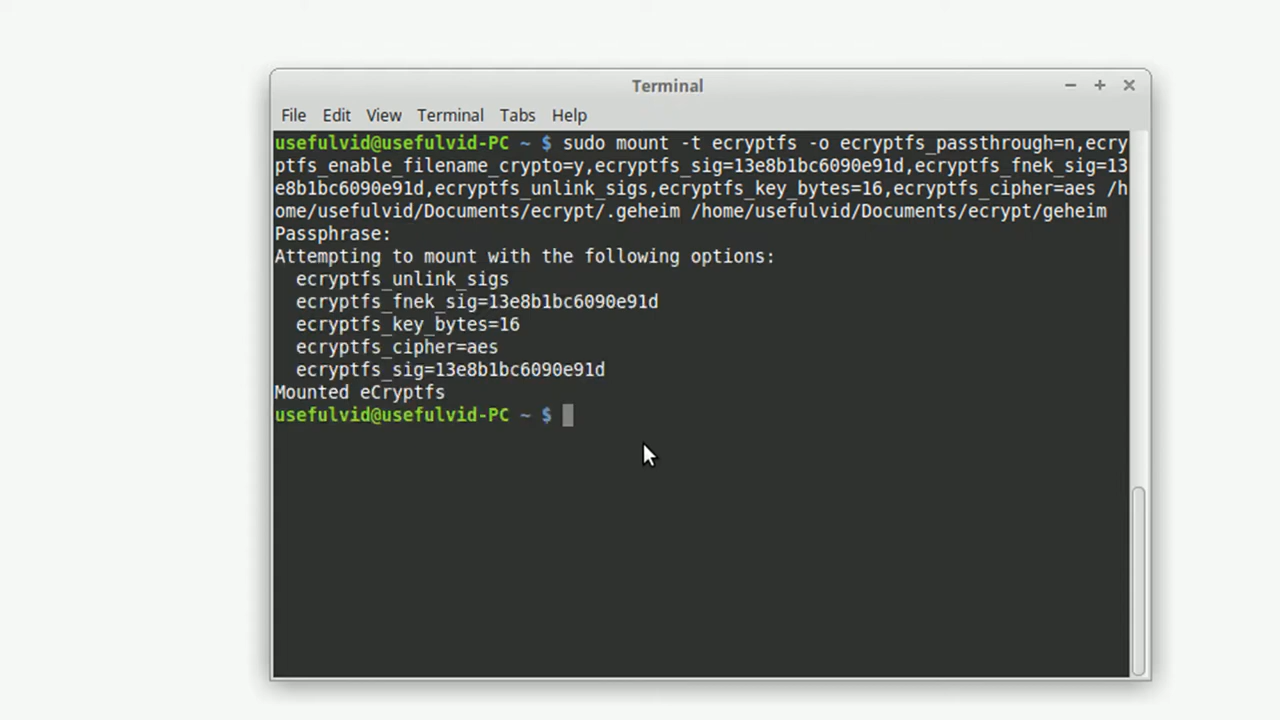 Terminal
File Edit View Terminal Tabs Help
usefulvid@usefulvid-PC ~ $ sudo mount -t ecryptfs -o ecryptfs_passthrough=n,ecry
ptfs_enable_filename_crypto=y,ecryptfs_sig=13e8b1bc6090e91d,ecryptfs_fnek_sig=13
e8b1bc6090e91d,ecryptfs_unlink_sigs,ecryptfs_key_bytes=16,ecryptfs_cipher=aes /h
ome/usefulvid/Documents/ecrypt/.geheim /home/usefulvid/Documents/ecrypt/geheim
Passphrase:
Attempting to mount with the following options:
ecryptfs_unlink_sigs
ecryptfs_fnek_sig=13e8b1bc6090e91d
ecryptfs_key_bytes=16
ecryptfs_cipher=aes
ecryptfs_sig=13e8b1bc6090e91d
Mounted eCryptfs
usefulvid@usefulvid-PC ~ $